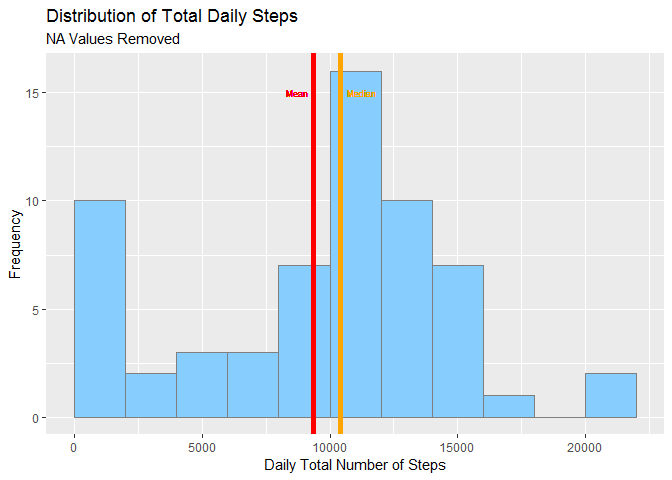 Distribution of Total Daily Steps
NA Values Removed
15
10
5
0
Frequency
Mean
Median
0 5000 10000 15000 20000
Daily Total Number of Steps